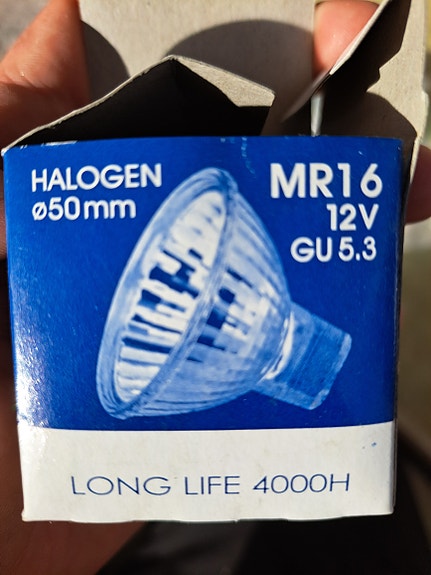 HALOGEN
ø50mm
MR16
12V
GU 5.3
LONG LIFE 4000H